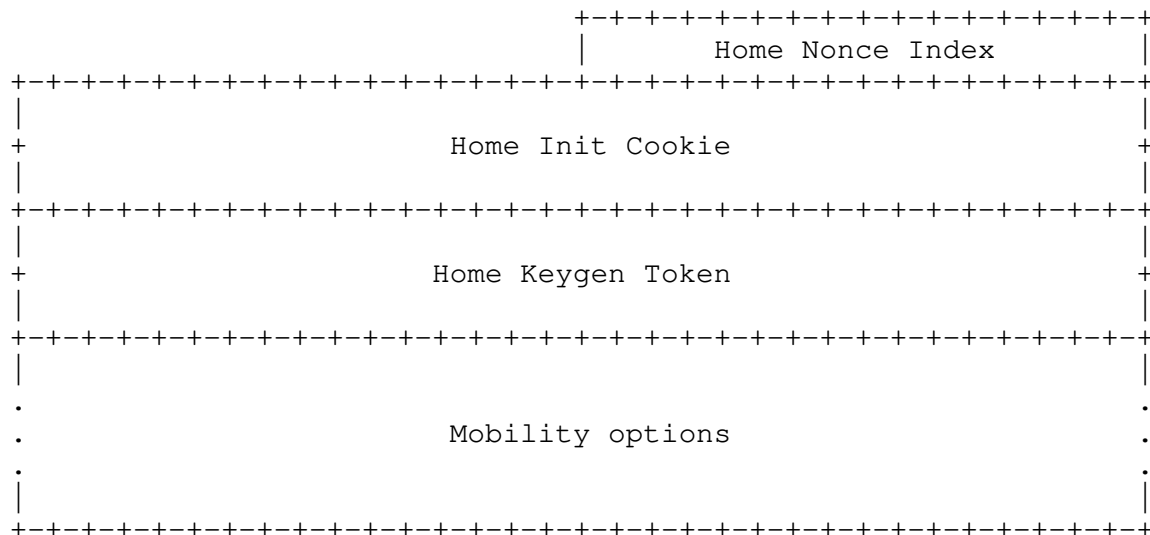 Home Nonce Index
Home Init Cookie
Home Keygen Token
Mobility options